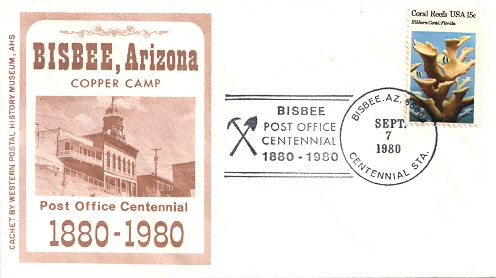 CACHET BY WESTERN POSTAL HISTORY MUSEUM, AHS
BISBEE, Arizona
COPPER CAMP
Post Office Centennial
1880-1980
BISBEE
POST OFFICE
CENTENNIAL
1880-1980
BISBEE, AZ.
SEPT.
7
1980
CENTENNIAL STA.
Coral Reefs USA 15c
Elkhorn Coral: Florida